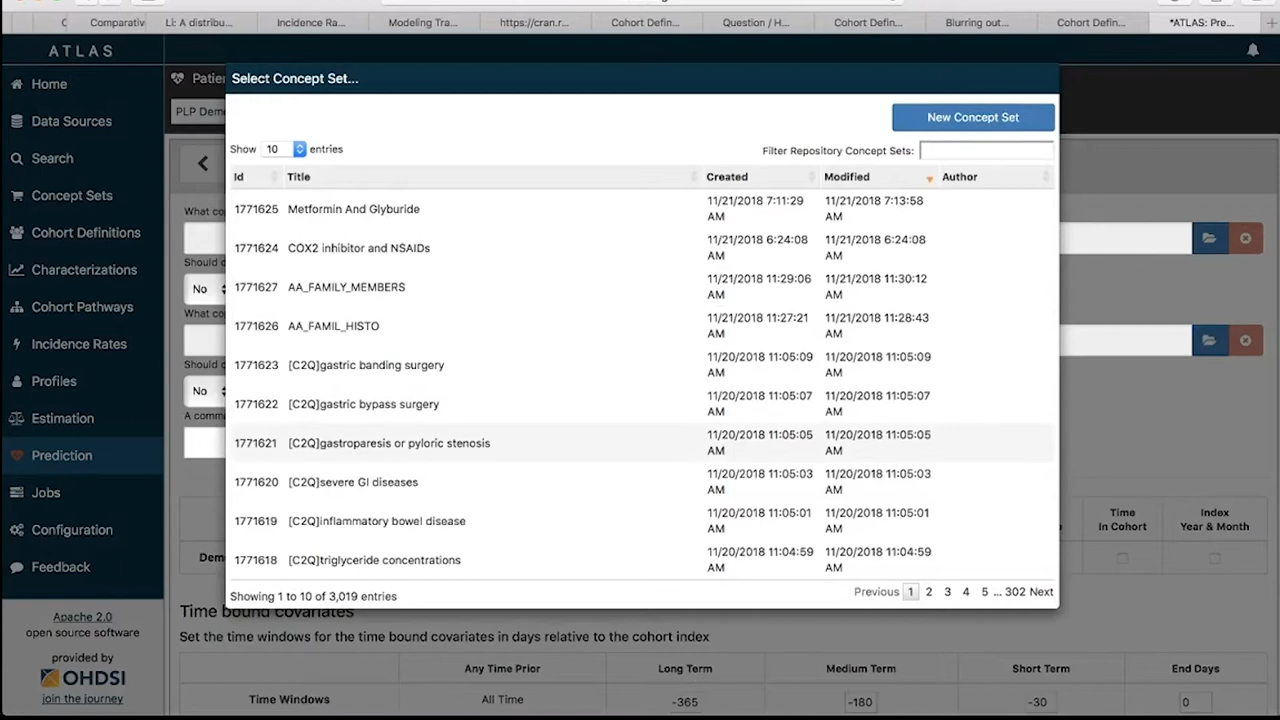 Comparativ
Li: A distribu...
Incidence Ra...
Modeling Tra...
https://cran.r...
Cohort Defin...
Question / H...
Cohort Defin...
Blurring out...
Cohort Defin...
*ATLAS: Pre...
ATLAS
Home
Data Sources
Search
Concept Sets
Cohort Definitions
Characterizations
Cohort Pathways
Incidence Rates
Profiles
Estimation
Prediction
Jobs
Configuration
Feedback
Apache 2.0
open source software
provided by
OHDSI
join the journey
Patie
PLP Dem
What co
Should d
No
What co
Should d
No
A comma
Select Concept Set...
New Concept Set
Show 10 entries
Filter Repository Concept Sets:
Id Title Created Modified Author
1771625 Metformin And Glyburide 11/21/2018 7:11:29 AM 11/21/2018 7:13:58 AM
1771624 COX2 inhibitor and NSAIDs 11/21/2018 6:24:08 AM 11/21/2018 6:24:08 AM
1771627 AA_FAMILY_MEMBERS 11/21/2018 11:29:06 AM 11/21/2018 11:30:12 AM
1771626 AA_FAMIL_HISTO 11/21/2018 11:27:21 AM 11/21/2018 11:28:43 AM
1771623 [C2Q]gastric banding surgery 11/20/2018 11:05:09 AM 11/20/2018 11:05:09 AM
1771622 [C2Q]gastric bypass surgery 11/20/2018 11:05:07 AM 11/20/2018 11:05:07 AM
1771621 [C2Q]gastroparesis or pyloric stenosis 11/20/2018 11:05:05 AM 11/20/2018 11:05:05 AM
1771620 [C2Q]severe GI diseases 11/20/2018 11:05:03 AM 11/20/2018 11:05:03 AM
1771619 [C2Q]inflammatory bowel disease 11/20/2018 11:05:01 AM 11/20/2018 11:05:01 AM
1771618 [C2Q]triglyceride concentrations 11/20/2018 11:04:59 AM 11/20/2018 11:04:59 AM
Showing 1 to 10 of 3,019 entries
Previous 1 2 3 4 5 ... 302 Next
Time In Cohort
Index Year & Month
Dem
Time bound covariates
Set the time windows for the time bound covariates in days relative to the cohort index
Any Time Prior Long Term Medium Term Short Term End Days
Time Windows All Time -365 -180 -30 0